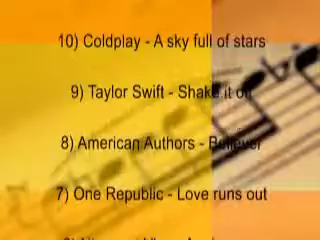 10) Coldplay - A sky full of stars
9) Taylor Swift - Shake it off
8) American Authors - Believer
7) One Republic - Love runs out